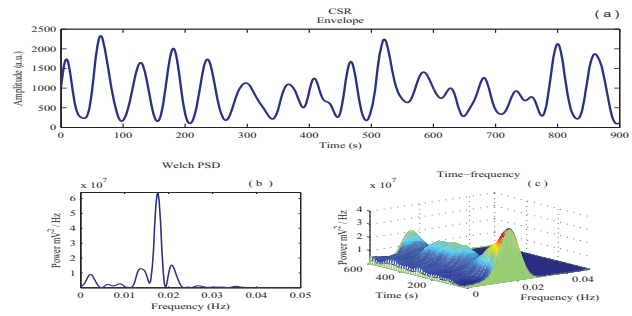 CSR
Envelope
(a)
Amplitude (a.u.)
2500
2000
1500
1000
500
0
0 100 200 300 400 500 600 700 800 900
Time (s)
Welch PSD
x 10^7
(b)
Power mV^2 / Hz
6
5
4
3
2
1
0 0.01 0.02 0.03 0.04 0.05
Frequency (Hz)
Time−frequency
x 10^7
(c)
Power mV^2 / Hz
4
3
2
1
600
400
200
Time (s)
0
0.02
0.04
Frequency (Hz)